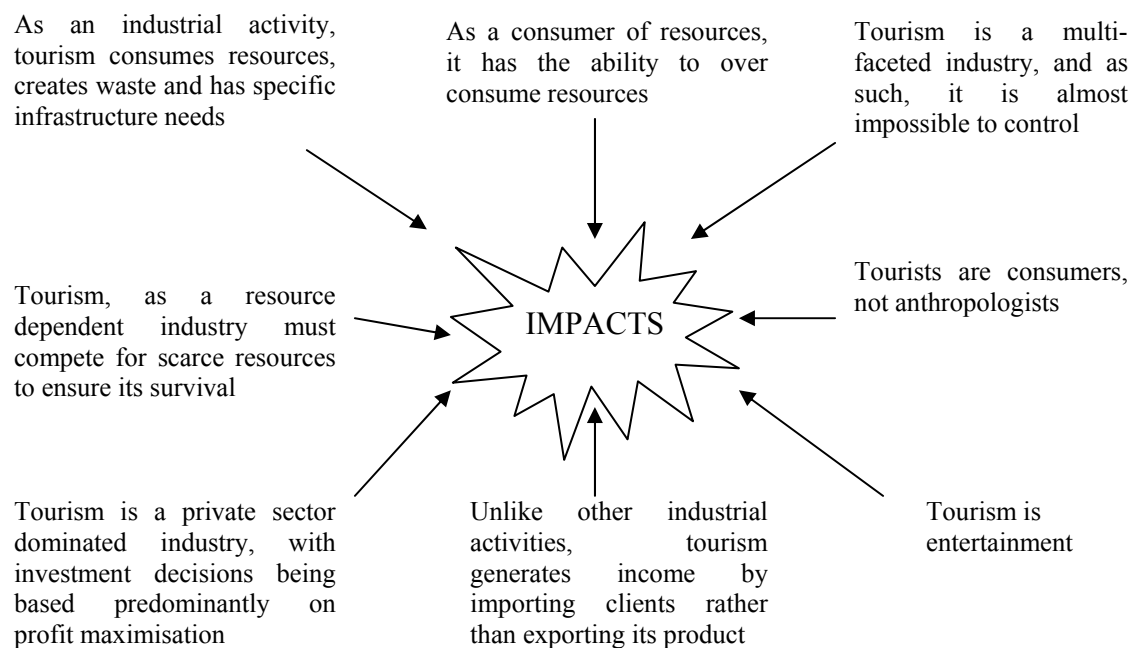 As an industrial activity,
tourism consumes resources,
creates waste and has specific
infrastructure needs
As a consumer of resources,
it has the ability to over
consume resources
Tourism is a multi-
faceted industry, and as
such, it is almost
impossible to control
Tourism, as a resource
dependent industry must
compete for scarce resources
to ensure its survival
IMPACTS
Tourists are consumers,
not anthropologists
Tourism is a private sector
dominated industry, with
investment decisions being
based predominantly on
profit maximisation
Unlike other industrial
activities, tourism
generates income by
importing clients rather
than exporting its product
Tourism is
entertainment